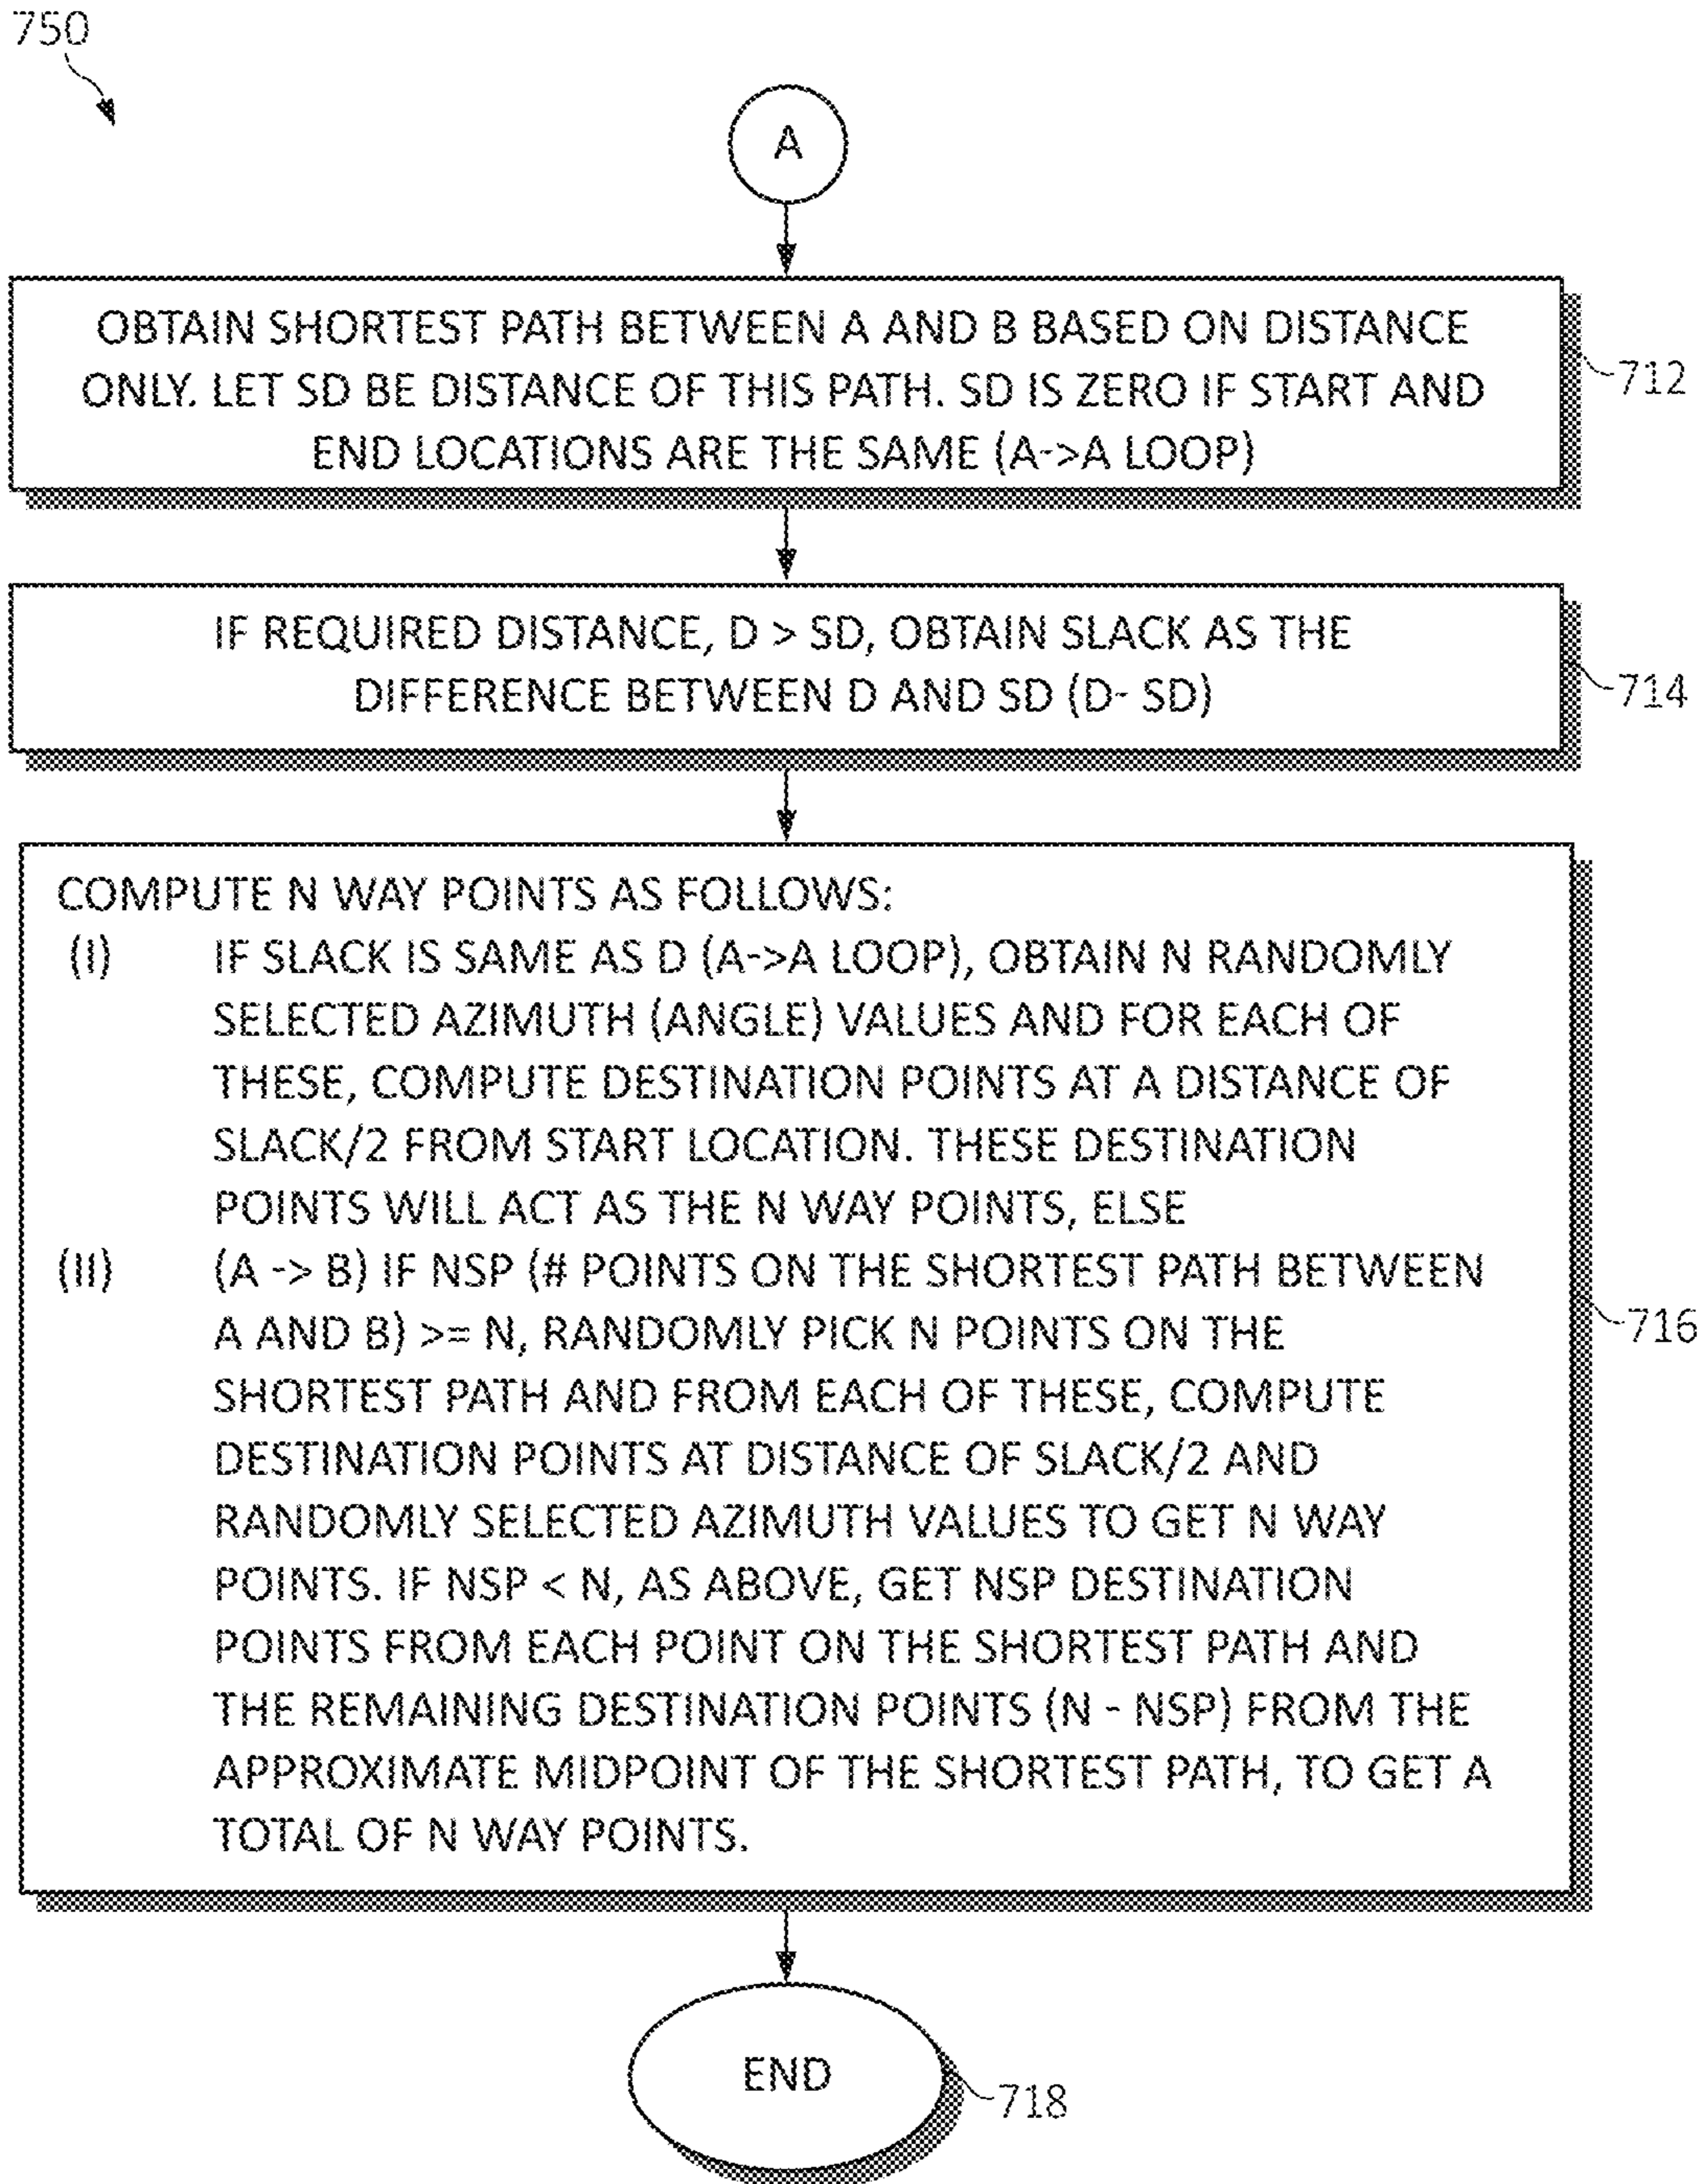 750
A
OBTAIN SHORTEST PATH BETWEEN A AND B BASED ON DISTANCE
ONLY. LET SD BE DISTANCE OF THIS PATH. SD IS ZERO IF START AND
END LOCATIONS ARE THE SAME (A->A LOOP)
712
IF REQUIRED DISTANCE, D > SD, OBTAIN SLACK AS THE
DIFFERENCE BETWEEN D AND SD (D- SD)
714
COMPUTE N WAY POINTS AS FOLLOWS:
(I) IF SLACK IS SAME AS D (A->A LOOP), OBTAIN N RANDOMLY
SELECTED AZIMUTH (ANGLE) VALUES AND FOR EACH OF
THESE, COMPUTE DESTINATION POINTS AT A DISTANCE OF
SLACK/2 FROM START LOCATION. THESE DESTINATION
POINTS WILL ACT AS THE N WAY POINTS, ELSE
(II) (A -> B) IF NSP (# POINTS ON THE SHORTEST PATH BETWEEN
A AND B) >= N, RANDOMLY PICK N POINTS ON THE
SHORTEST PATH AND FROM EACH OF THESE, COMPUTE
DESTINATION POINTS AT DISTANCE OF SLACK/2 AND
RANDOMLY SELECTED AZIMUTH VALUES TO GET N WAY
POINTS. IF NSP < N, AS ABOVE, GET NSP DESTINATION
POINTS FROM EACH POINT ON THE SHORTEST PATH AND
THE REMAINING DESTINATION POINTS (N - NSP) FROM THE
APPROXIMATE MIDPOINT OF THE SHORTEST PATH, TO GET A
TOTAL OF N WAY POINTS.
716
END
718